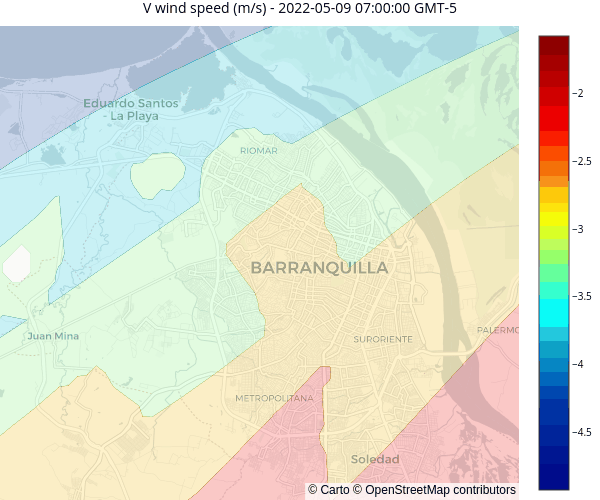 V wind speed (m/s) - 2022-05-09 07:00:00 GMT-5
Eduardo Santos
- La Playa
RIOMAR
BARRANQUILLA
Juan Mina
SURORIENTE
PALERMO
METROPOLITANA
Soledad
© Carto © OpenStreetMap contributors
−2
−2.5
−3
−3.5
−4
−4.5